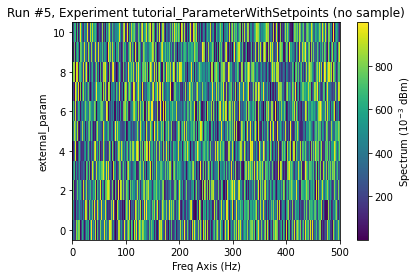 Run #5, Experiment tutorial_ParameterWithSetpoints (no sample)
10
8
6
4
2
0
external_param
0 100 200 300 400 500
Freq Axis (Hz)
800
600
400
200
Spectrum (10⁻³ dBm)